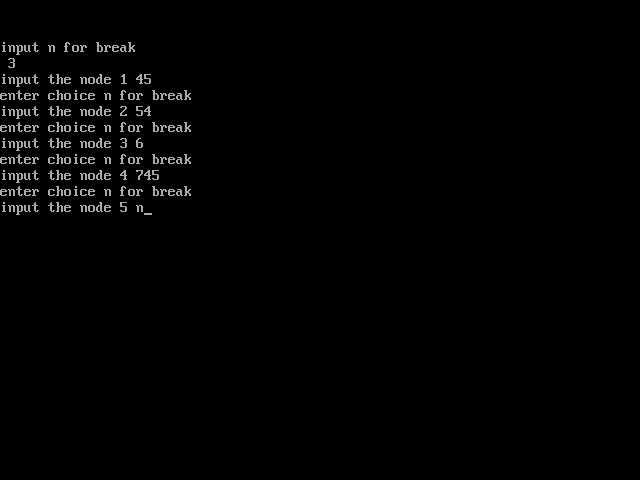 input n for break
3
input the node 1 45
enter choice n for break
input the node 2 54
enter choice n for break
input the node 3 6
enter choice n for break
input the node 4 745
enter choice n for break
input the node 5 n_